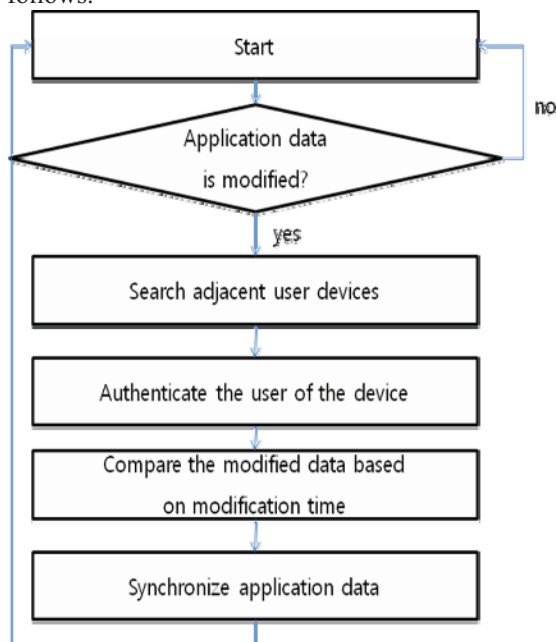 follows:
Start
no
Application data
is modified?
yes
Search adjacent user devices
Authenticate the user of the device
Compare the modified data based
on modification time
Synchronize application data